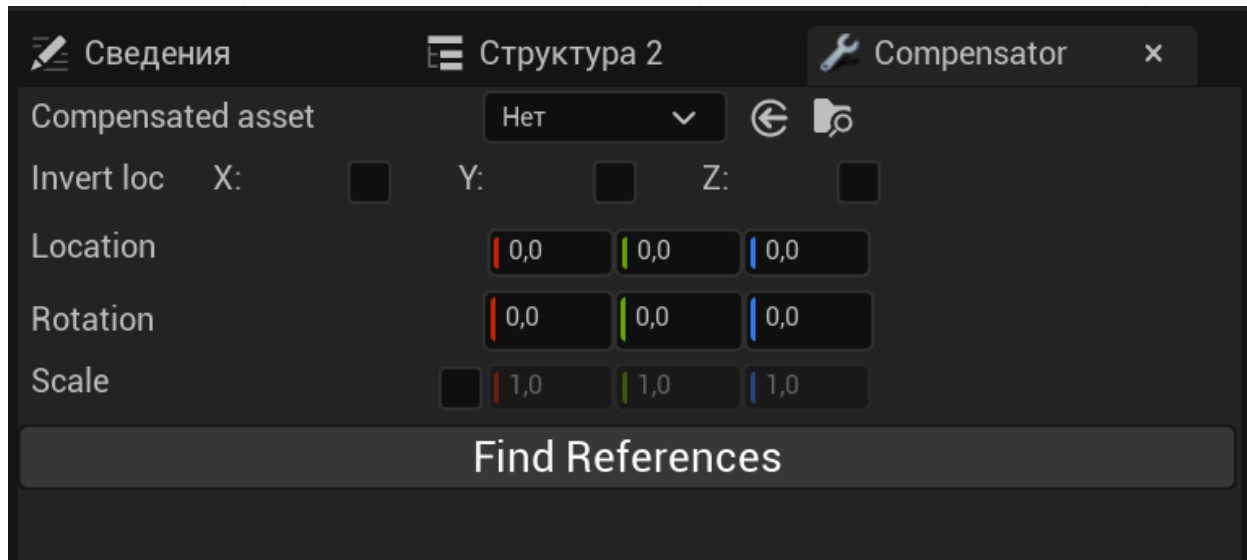 Сведения Структура 2 Compensator
Compensated asset Нет
Invert loc X: Y: Z:
Location 0,0 0,0 0,0
Rotation 0,0 0,0 0,0
Scale 1,0 1,0 1,0
Find References